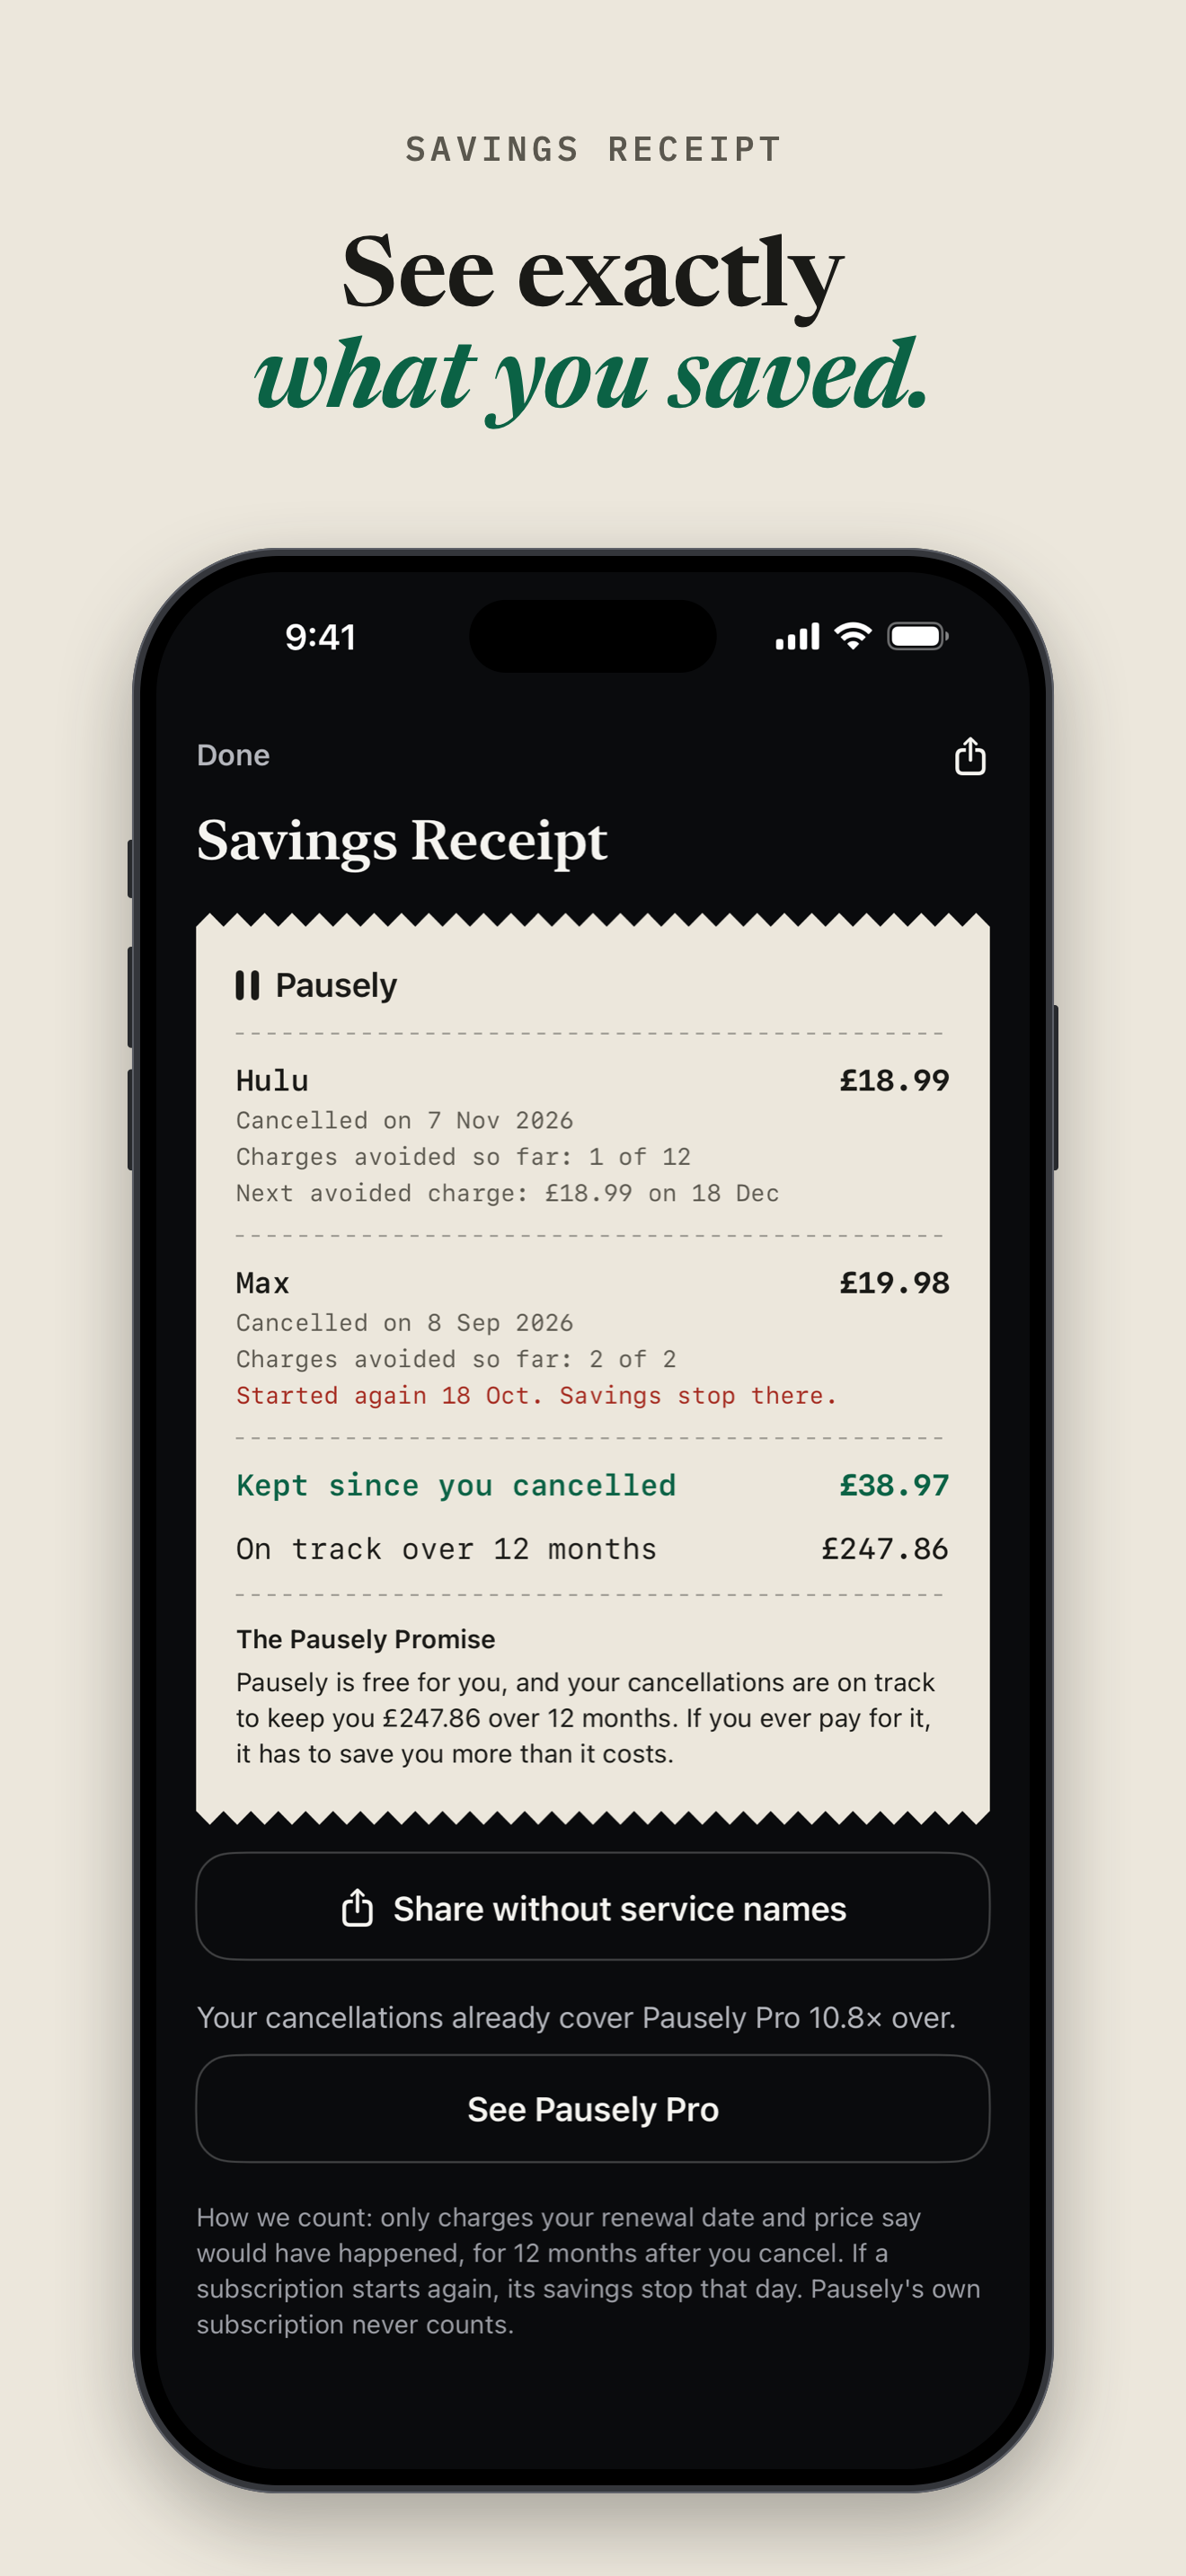 SAVINGS RECEIPT
See exactly
what you saved.
9:41
Done
Savings Receipt
Pausely
Hulu £18.99
Cancelled on 7 Nov 2026
Charges avoided so far: 1 of 12
Next avoided charge: £18.99 on 18 Dec
Max £19.98
Cancelled on 8 Sep 2026
Charges avoided so far: 2 of 2
Started again 18 Oct. Savings stop there.
Kept since you cancelled £38.97
On track over 12 months £247.86
The Pausely Promise
Pausely is free for you, and your cancellations are on track
to keep you £247.86 over 12 months. If you ever pay for it,
it has to save you more than it costs.
Share without service names
Your cancellations already cover Pausely Pro 10.8× over.
See Pausely Pro
How we count: only charges your renewal date and price say
would have happened, for 12 months after you cancel. If a
subscription starts again, its savings stop that day. Pausely's own
subscription never counts.